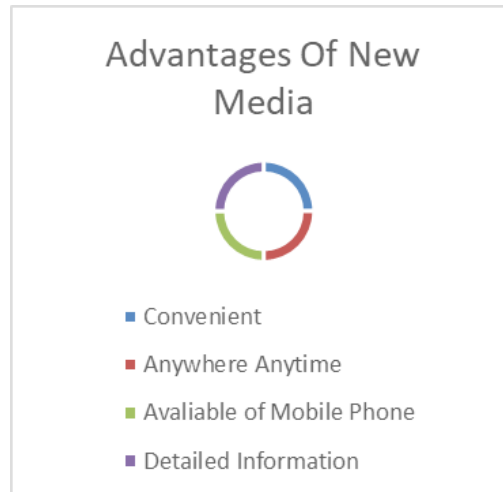 Advantages Of New
Media
Convenient
Anywhere Anytime
Avaliable of Mobile Phone
Detailed Information